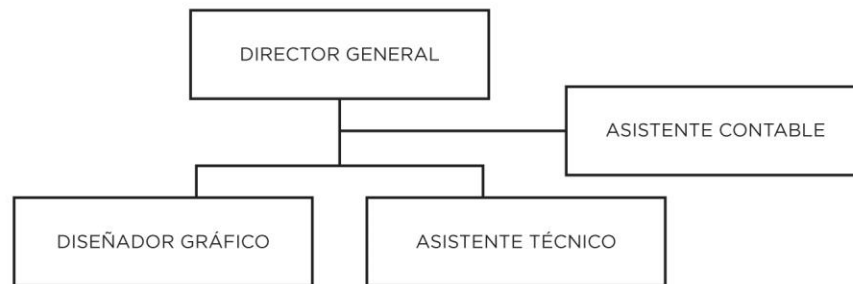 DIRECTOR GENERAL
ASISTENTE CONTABLE
DISEÑADOR GRÁFICO
ASISTENTE TÉCNICO